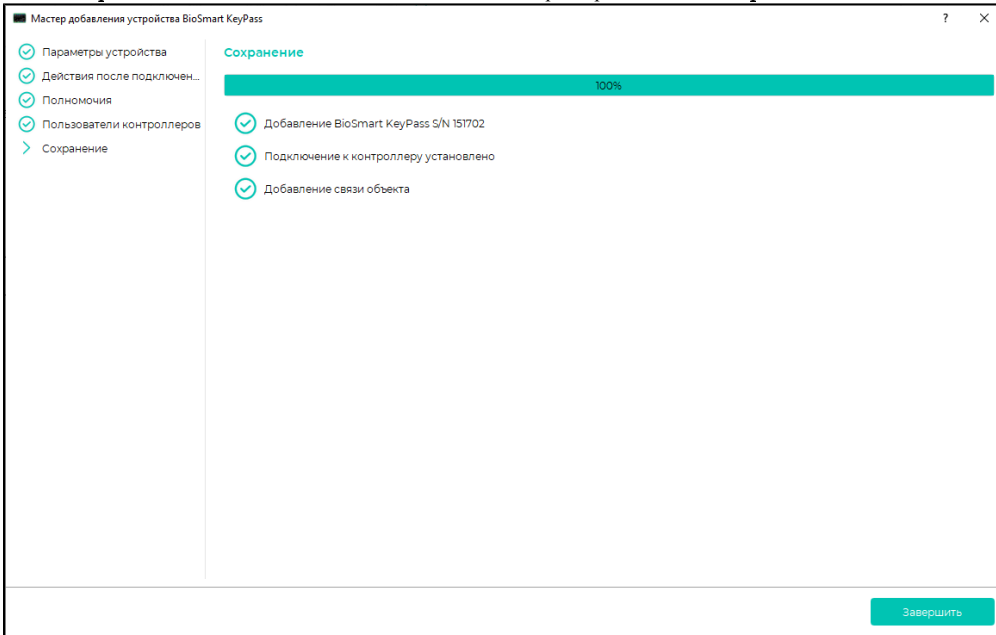 Мастер добавления устройства BioSmart KeyPass
?
Параметры устройства
Действия после подключен...
Полномочия
Пользователи контроллеров
Сохранение
Сохранение
100%
Добавление BioSmart KeyPass S/N 151702
Подключение к контроллеру установлено
Добавление связи объекта
Завершить